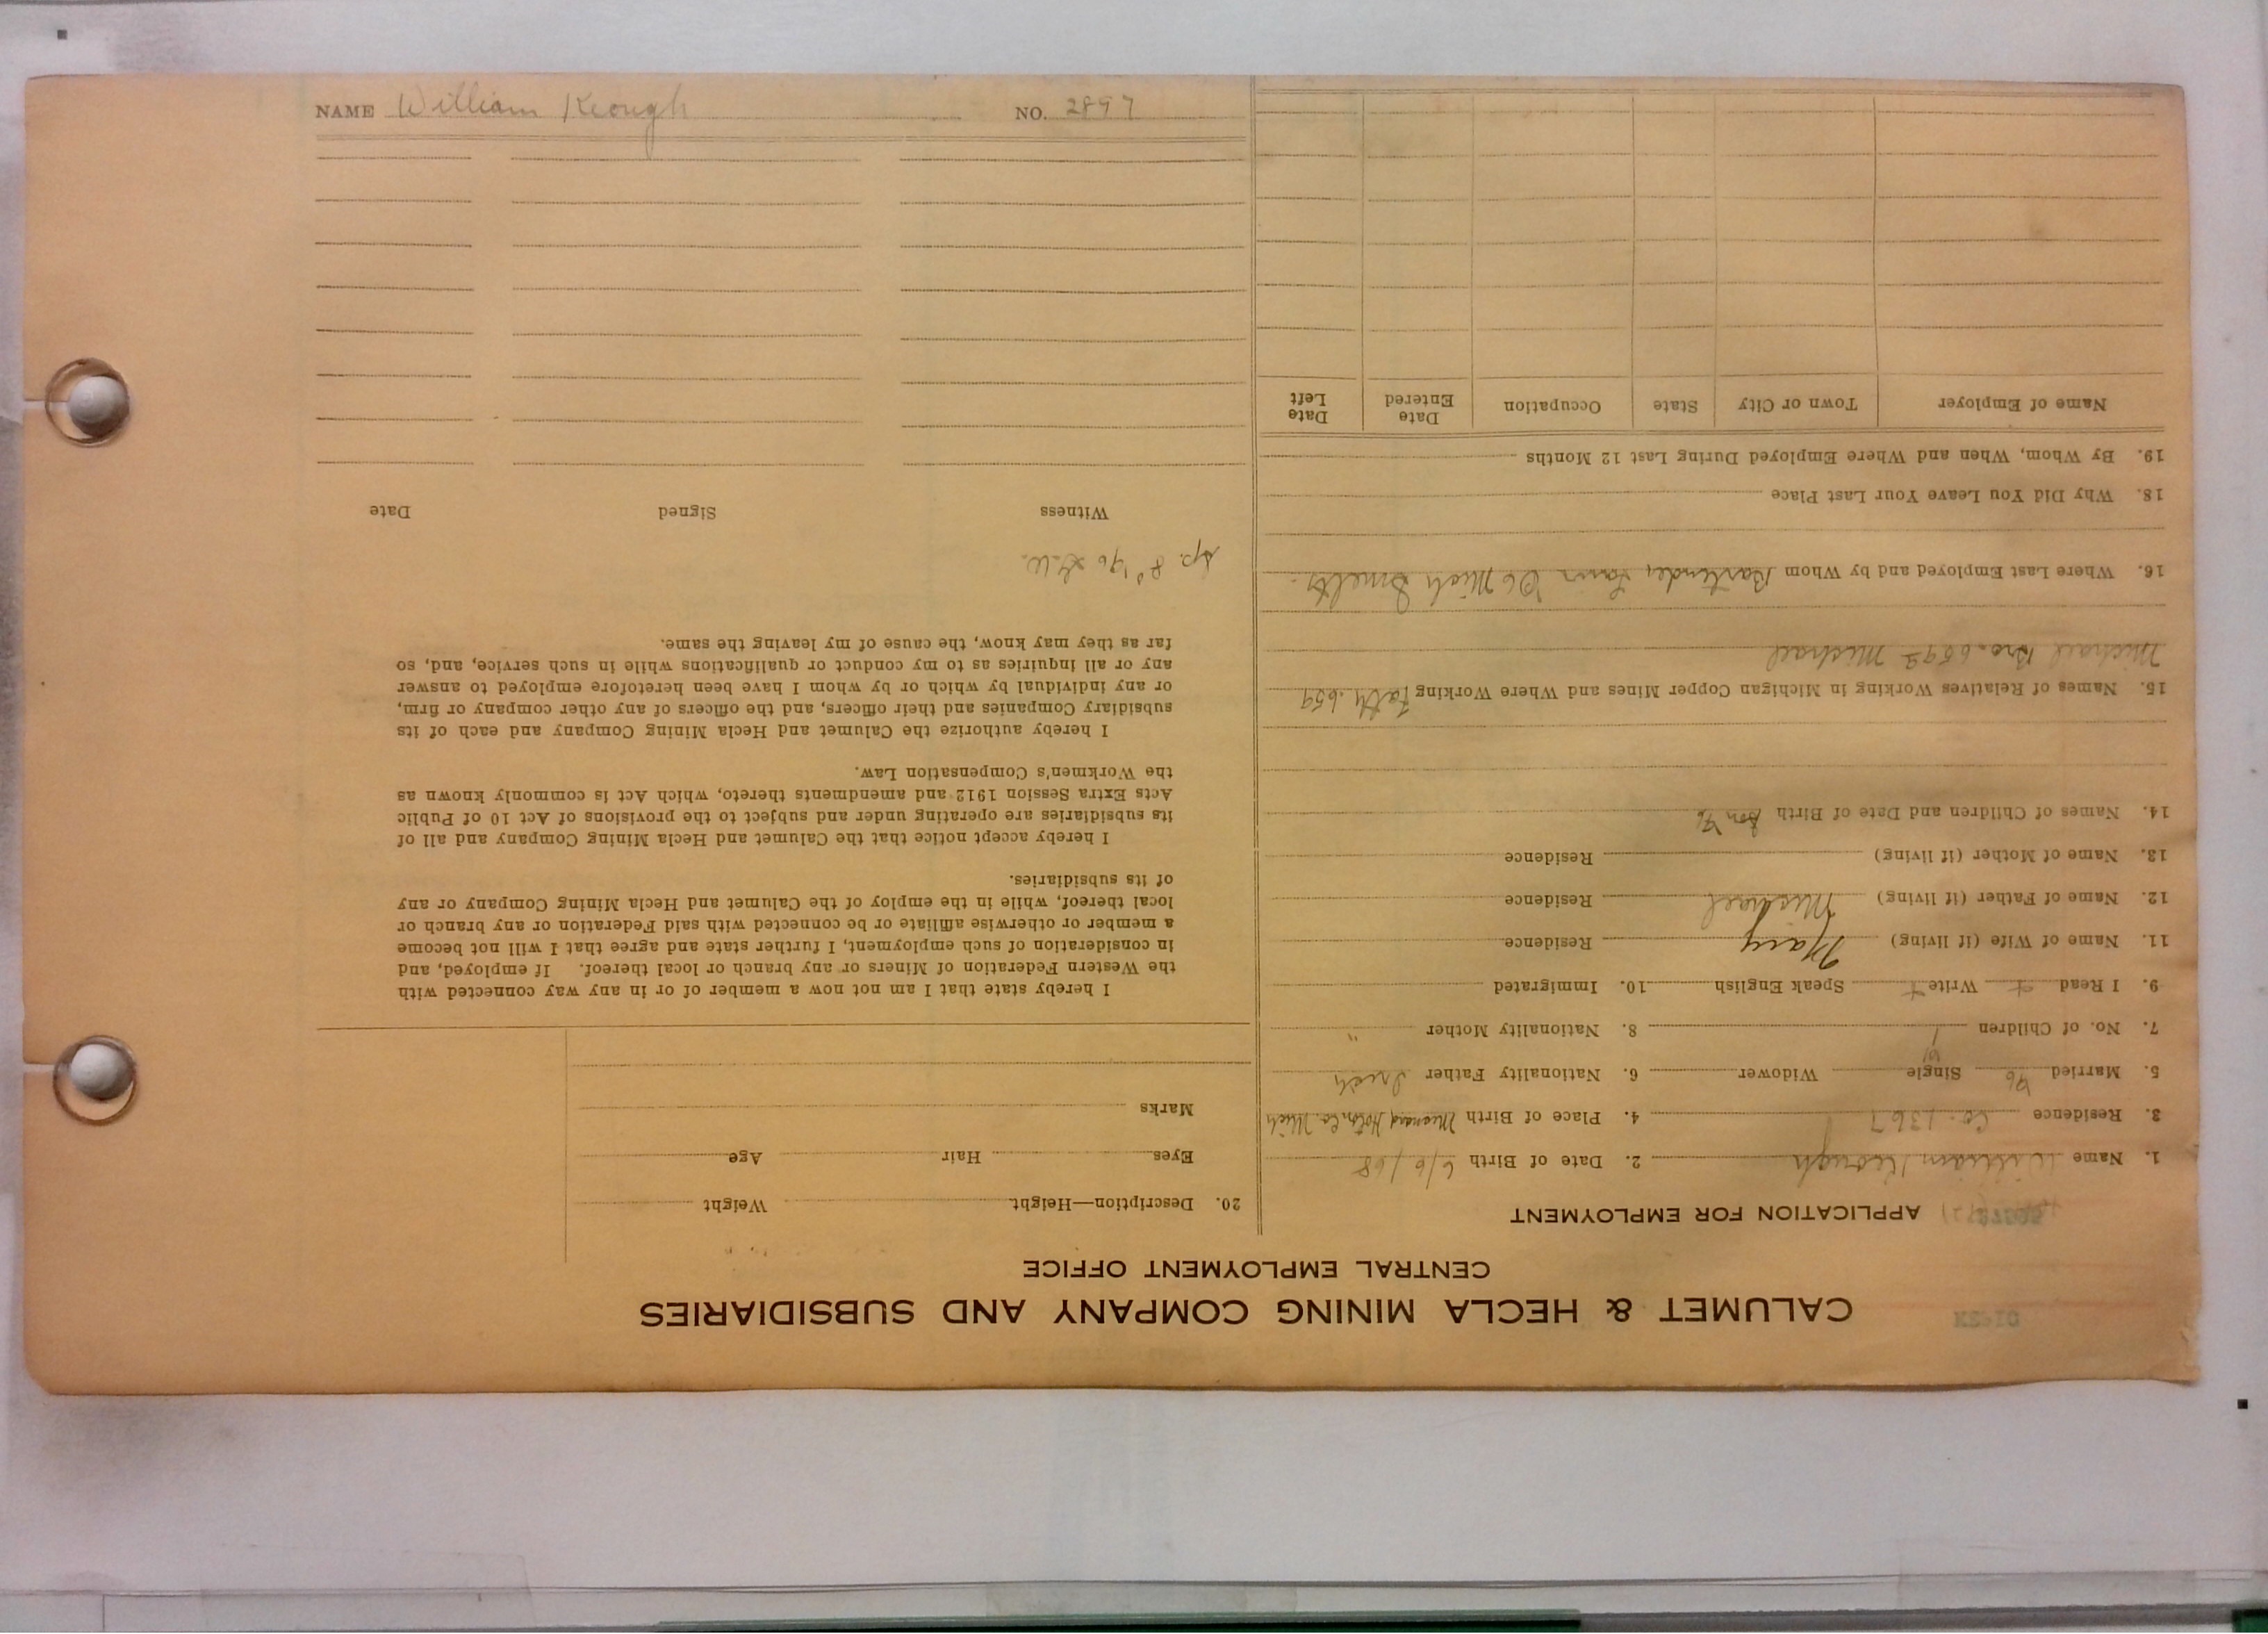 CALUMET & HECLA MINING COMPANY AND SUBSIDIARIES
CENTRAL EMPLOYMENT OFFICE
APPLICATION FOR EMPLOYMENT
1. Name William Keough 2. Date of Birth 6/6/68
3. Residence Co. 1367 4. Place of Birth Co. Mich
5. Married 96 Single Widower 6. Nationality Father Irish
7. No. of Children 1 8. Nationality Mother "
9. I Read + Write + Speak English 10. Immigrated
11. Name of Wife (if living) Mary Residence
12. Name of Father (if living) Michael Residence
13. Name of Mother (if living) Residence
14. Names of Children and Date of Birth
15. Names of Relatives Working in Michigan Copper Mines and Where Working Fath. 659
Michael Bro. 659 Michael
16. Where Last Employed and by Whom Bartender Mich
18. Why Did You Leave Your Last Place
19. By Whom, When and Where Employed During Last 12 Months
Name of Employer Town or City State Occupation Date Entered Date Left
20. Description—Height Weight
Eyes Hair Age
Marks
I hereby state that I am not now a member of or in any way connected with
the Western Federation of Miners or any branch or local thereof. If employed, and
in consideration of such employment, I further state and agree that I will not become
a member or otherwise affiliate or be connected with said Federation or any branch or
local thereof, while in the employ of the Calumet and Hecla Mining Company or any
of its subsidiaries.
I hereby accept notice that the Calumet and Hecla Mining Company and all of
its subsidiaries are operating under and subject to the provisions of Act 10 of Public
Acts Extra Session 1912 and amendments thereto, which Act is commonly known as
the Workmen's Compensation Law.
I hereby authorize the Calumet and Hecla Mining Company and each of its
subsidiary Companies and their officers, and the officers of any other company or firm,
or any individual by which or by whom I have been heretofore employed to answer
any or all inquiries as to my conduct or qualifications while in such service, and, so
far as they may know, the cause of my leaving the same.
Witness Signed Date
NAME William Keough NO. 2897